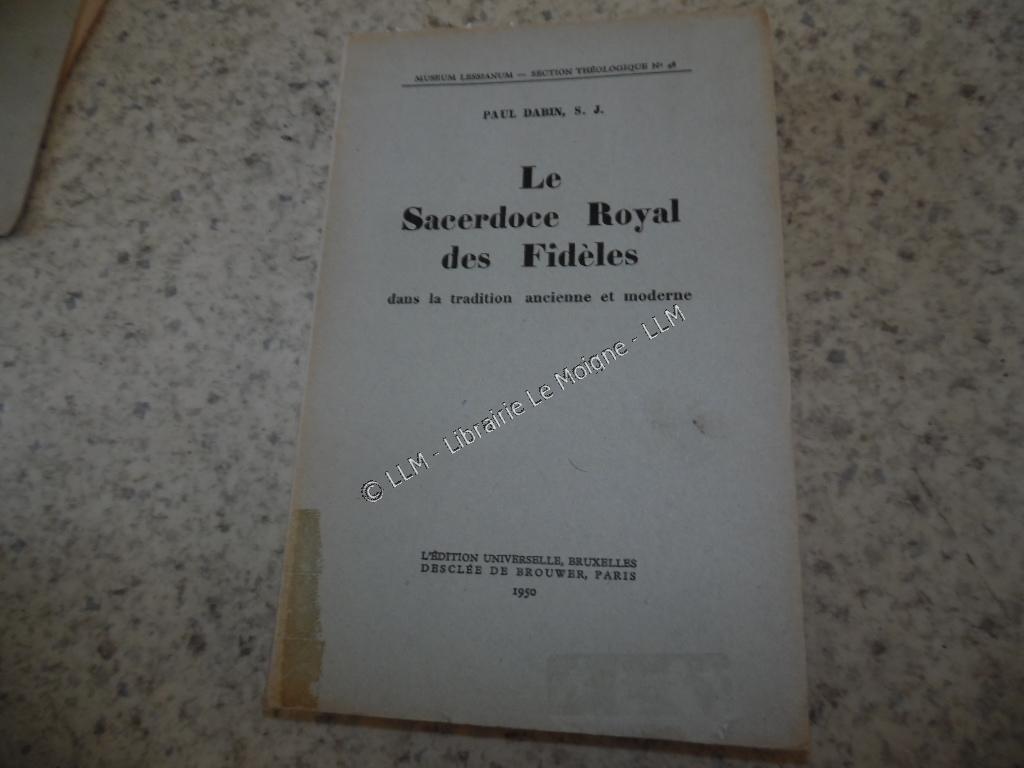 MUSEUM LESSIANUM — SECTION THÉOLOGIQUE N° 48
PAUL DABIN, S. J.
Le
Sacerdoce Royal
des Fidèles
dans la tradition ancienne et moderne
© LLM - Librairie Le Moigne - LLM
L'ÉDITION UNIVERSELLE, BRUXELLES
DESCLÉE DE BROUWER, PARIS
1950